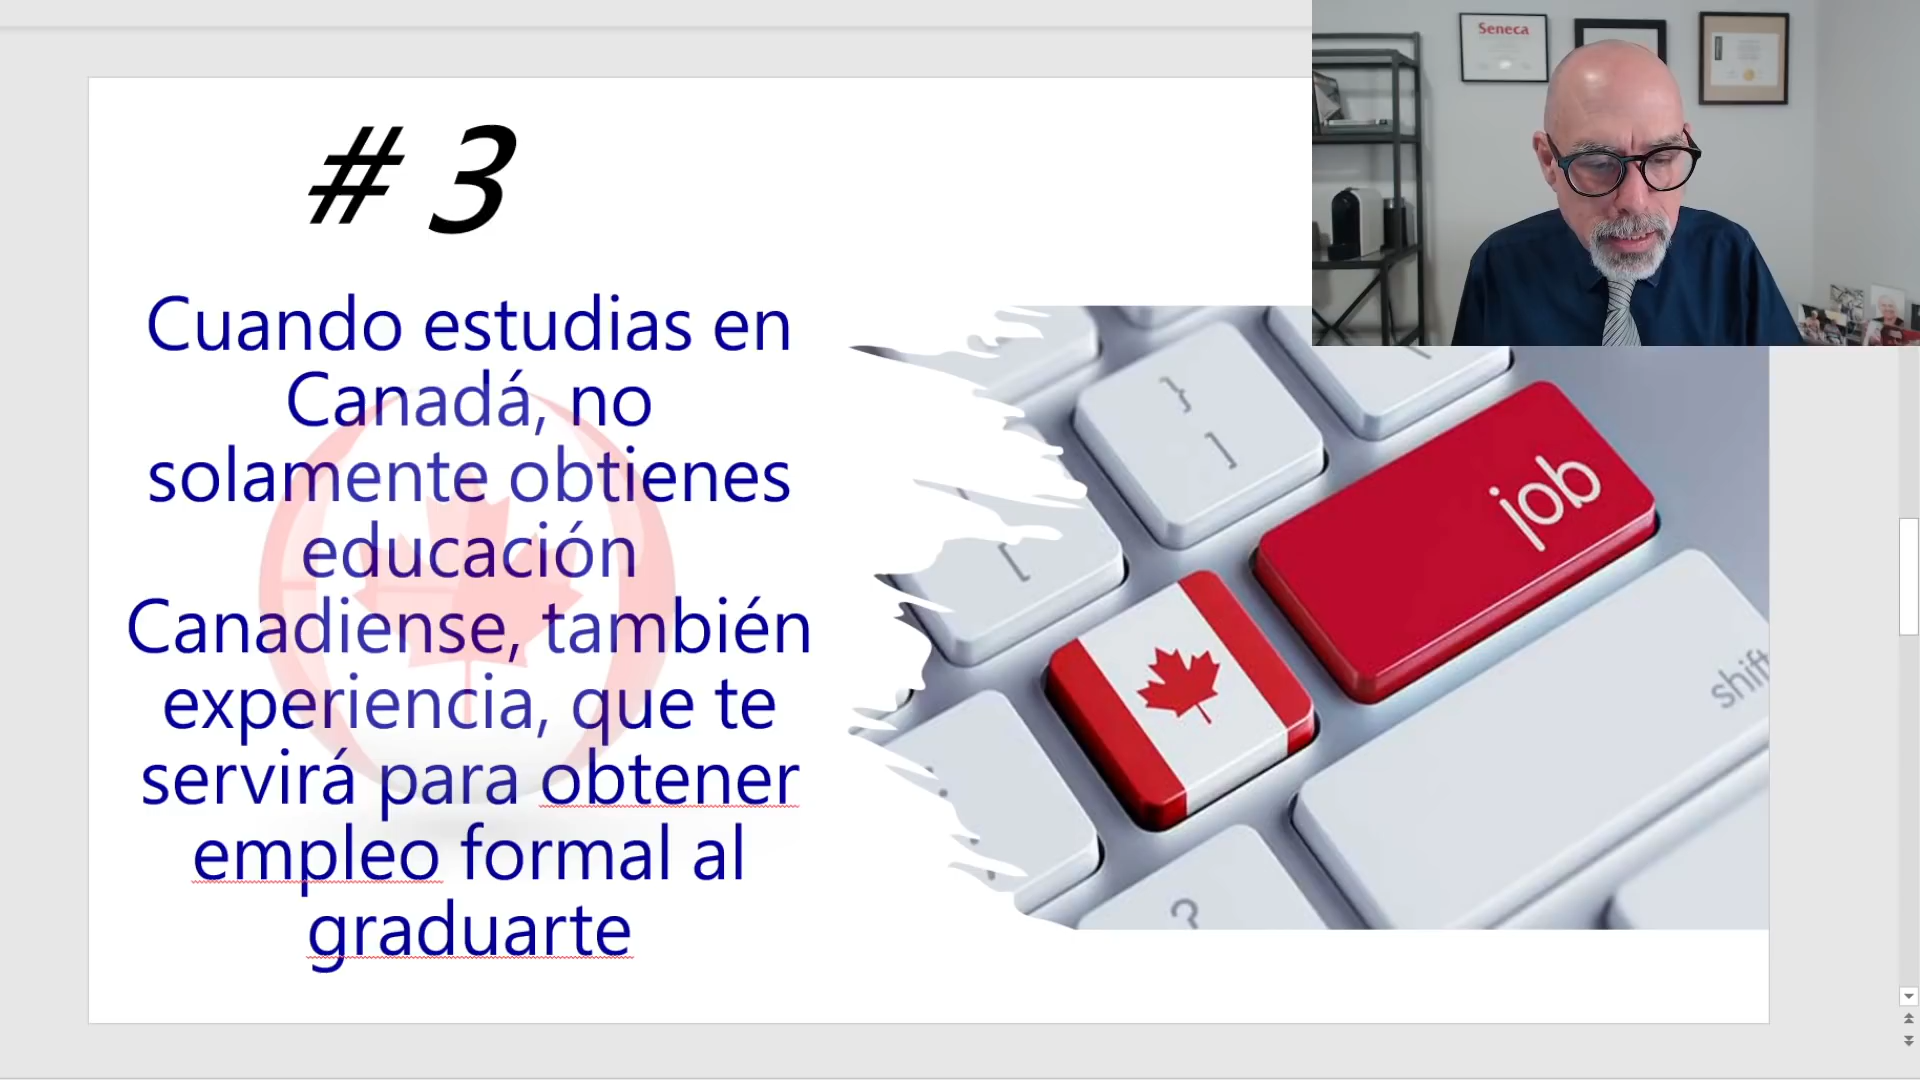 Seneca
# 3
Cuando estudias en
Canadá, no
solamente obtienes
educación
Canadiense, también
experiencia, que te
servirá para obtener
empleo formal al
graduarte
}
]
[
job
shift
?